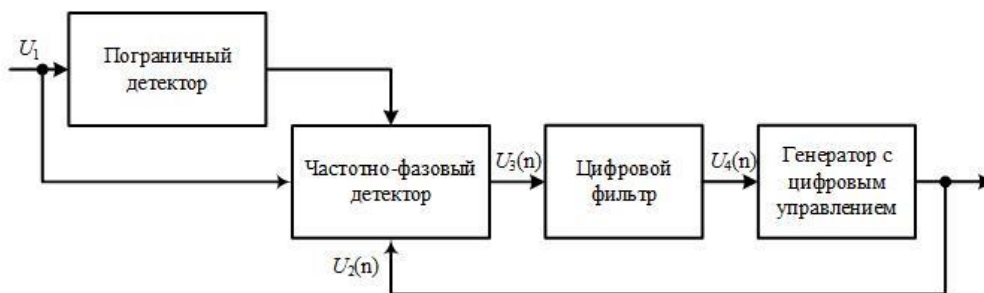 U1
Пограничный
детектор
Частотно-фазовый
детектор
U3(n)
Цифровой
фильтр
U4(n)
Генератор с
цифровым
управлением
U2(n)